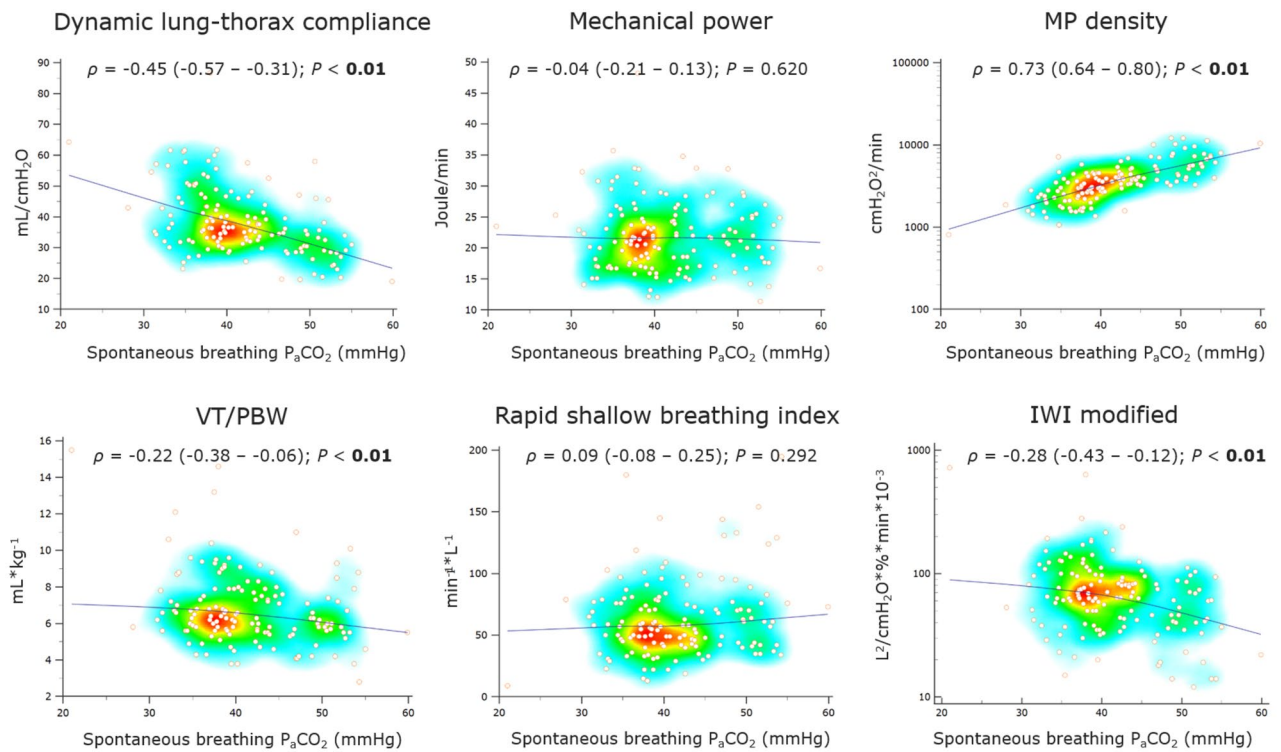 Dynamic lung-thorax compliance
ρ = -0.45 (-0.57 – -0.31); P < 0.01
mL/cmH2O
90
80
70
60
50
40
30
20
10
20 30 40 50 60
Spontaneous breathing PaCO2 (mmHg)
Mechanical power
ρ = -0.04 (-0.21 – 0.13); P = 0.620
Joule/min
50
45
40
35
30
25
20
15
10
20 30 40 50 60
Spontaneous breathing PaCO2 (mmHg)
MP density
ρ = 0.73 (0.64 – 0.80); P < 0.01
cmH2O²/min
100000
10000
1000
100
20 30 40 50 60
Spontaneous breathing PaCO2 (mmHg)
VT/PBW
ρ = -0.22 (-0.38 – -0.06); P < 0.01
mL*kg⁻¹
16
14
12
10
8
6
4
2
20 30 40 50 60
Spontaneous breathing PaCO2 (mmHg)
Rapid shallow breathing index
ρ = 0.09 (-0.08 – 0.25); P = 0.292
min⁻¹*L⁻¹
200
150
100
50
0
20 30 40 50 60
Spontaneous breathing PaCO2 (mmHg)
IWI modified
ρ = -0.28 (-0.43 – -0.12); P < 0.01
L²/cmH2O*%*min*10⁻³
1000
100
10
20 30 40 50 60
Spontaneous breathing PaCO2 (mmHg)